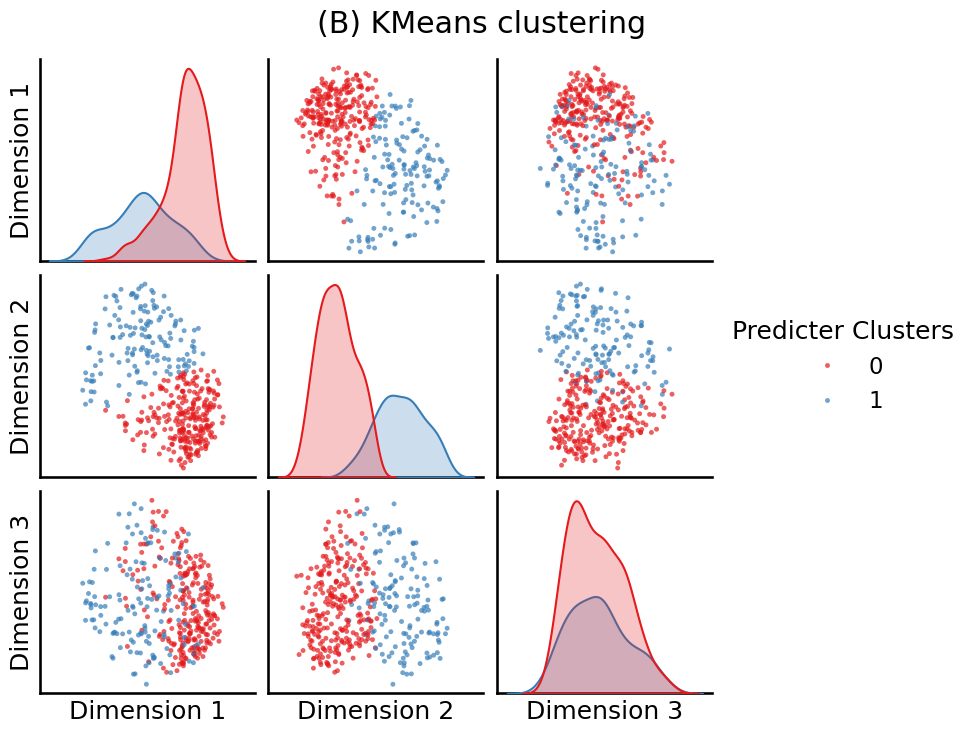 (B) KMeans clustering
Dimension 1
Dimension 2
Dimension 3
Predicter Clusters
0
1
Dimension 1
Dimension 2
Dimension 3